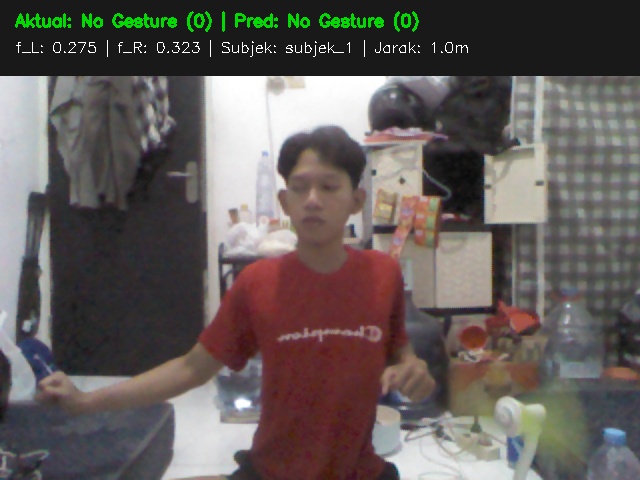 Aktual: No Gesture (0) | Pred: No Gesture (0)
f_L: 0.275 | f_R: 0.323 | Subjek: subjek_1 | Jarak: 1.0m
Champion